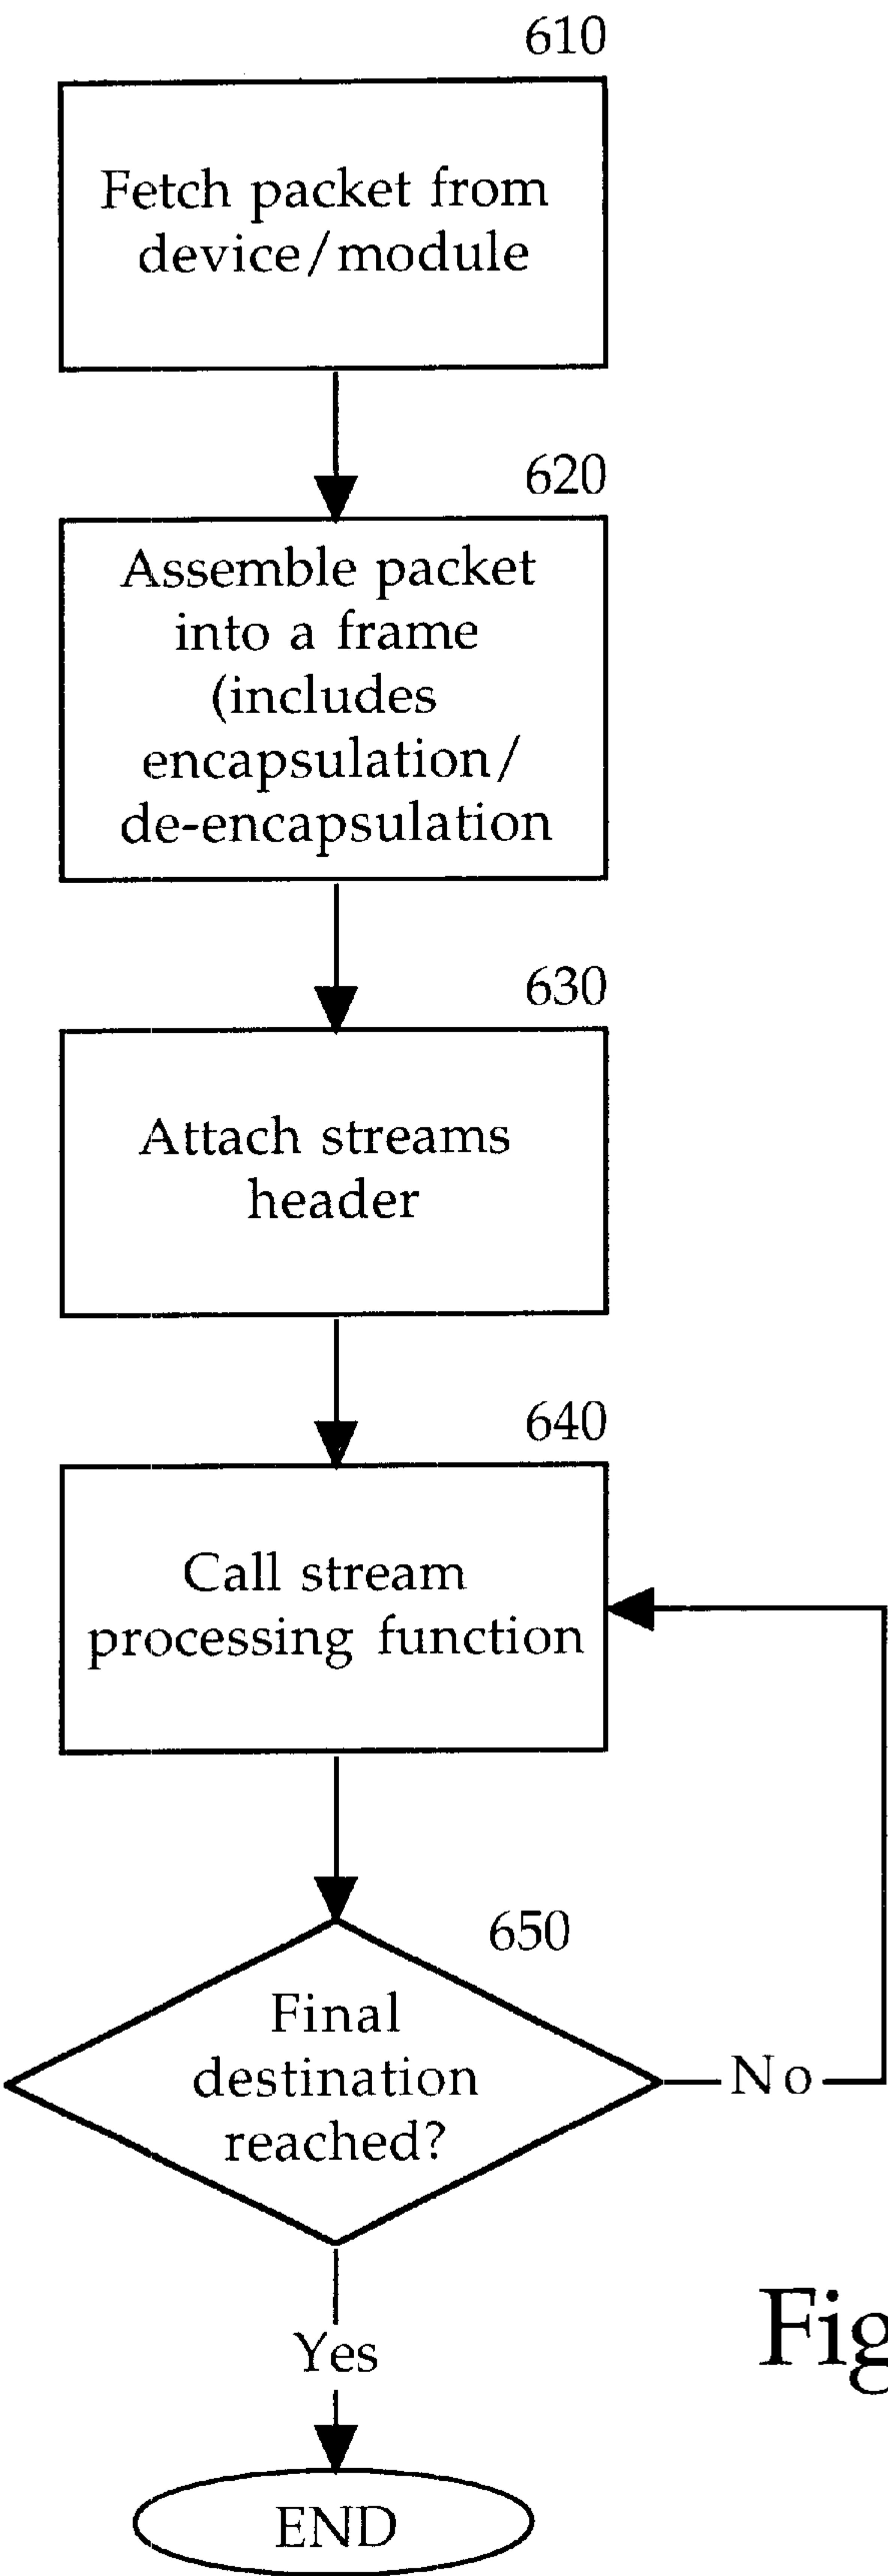 610
Fetch packet from
device/module
620
Assemble packet
into a frame
(includes
encapsulation/
de-encapsulation
630
Attach streams
header
640
Call stream
processing function
650
Final
destination
reached?
No
Yes
Fig
END